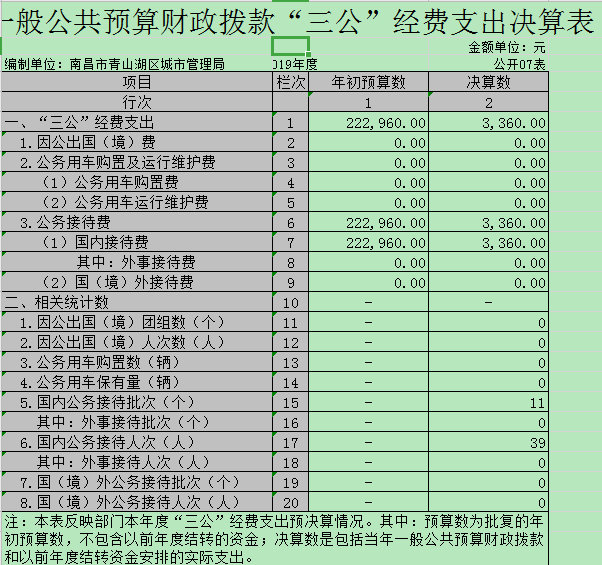 一般公共预算财政拨款“三公”经费支出决算表
金额单位：元
编制单位：南昌市青山湖区城市管理局 019年度 公开07表
项目 栏次 年初预算数 决算数
行次 1 2
一、“三公”经费支出 1 222,960.00 3,360.00
1.因公出国（境）费 2 0.00 0.00
2.公务用车购置及运行维护费 3 0.00 0.00
（1）公务用车购置费 4 0.00 0.00
（2）公务用车运行维护费 5 0.00 0.00
3.公务接待费 6 222,960.00 3,360.00
（1）国内接待费 7 222,960.00 3,360.00
其中：外事接待费 8 0.00 0.00
（2）国（境）外接待费 9 0.00 0.00
二、相关统计数 10 － －
1.因公出国（境）团组数（个） 11 － 0
2.因公出国（境）人次数（人） 12 － 0
3.公务用车购置数（辆） 13 － 0
4.公务用车保有量（辆） 14 － 0
5.国内公务接待批次（个） 15 － 11
其中：外事接待批次（个） 16 － 0
6.国内公务接待人次（人） 17 － 39
其中：外事接待人次（人） 18 － 0
7.国（境）外公务接待批次（个） 19 － 0
8.国（境）外公务接待人次（人） 20 － 0
注：本表反映部门本年度“三公”经费支出预决算情况。其中：预算数为批复的年
初预算数，不包含以前年度结转的资金；决算数是包括当年一般公共预算财政拨款
和以前年度结转资金安排的实际支出。